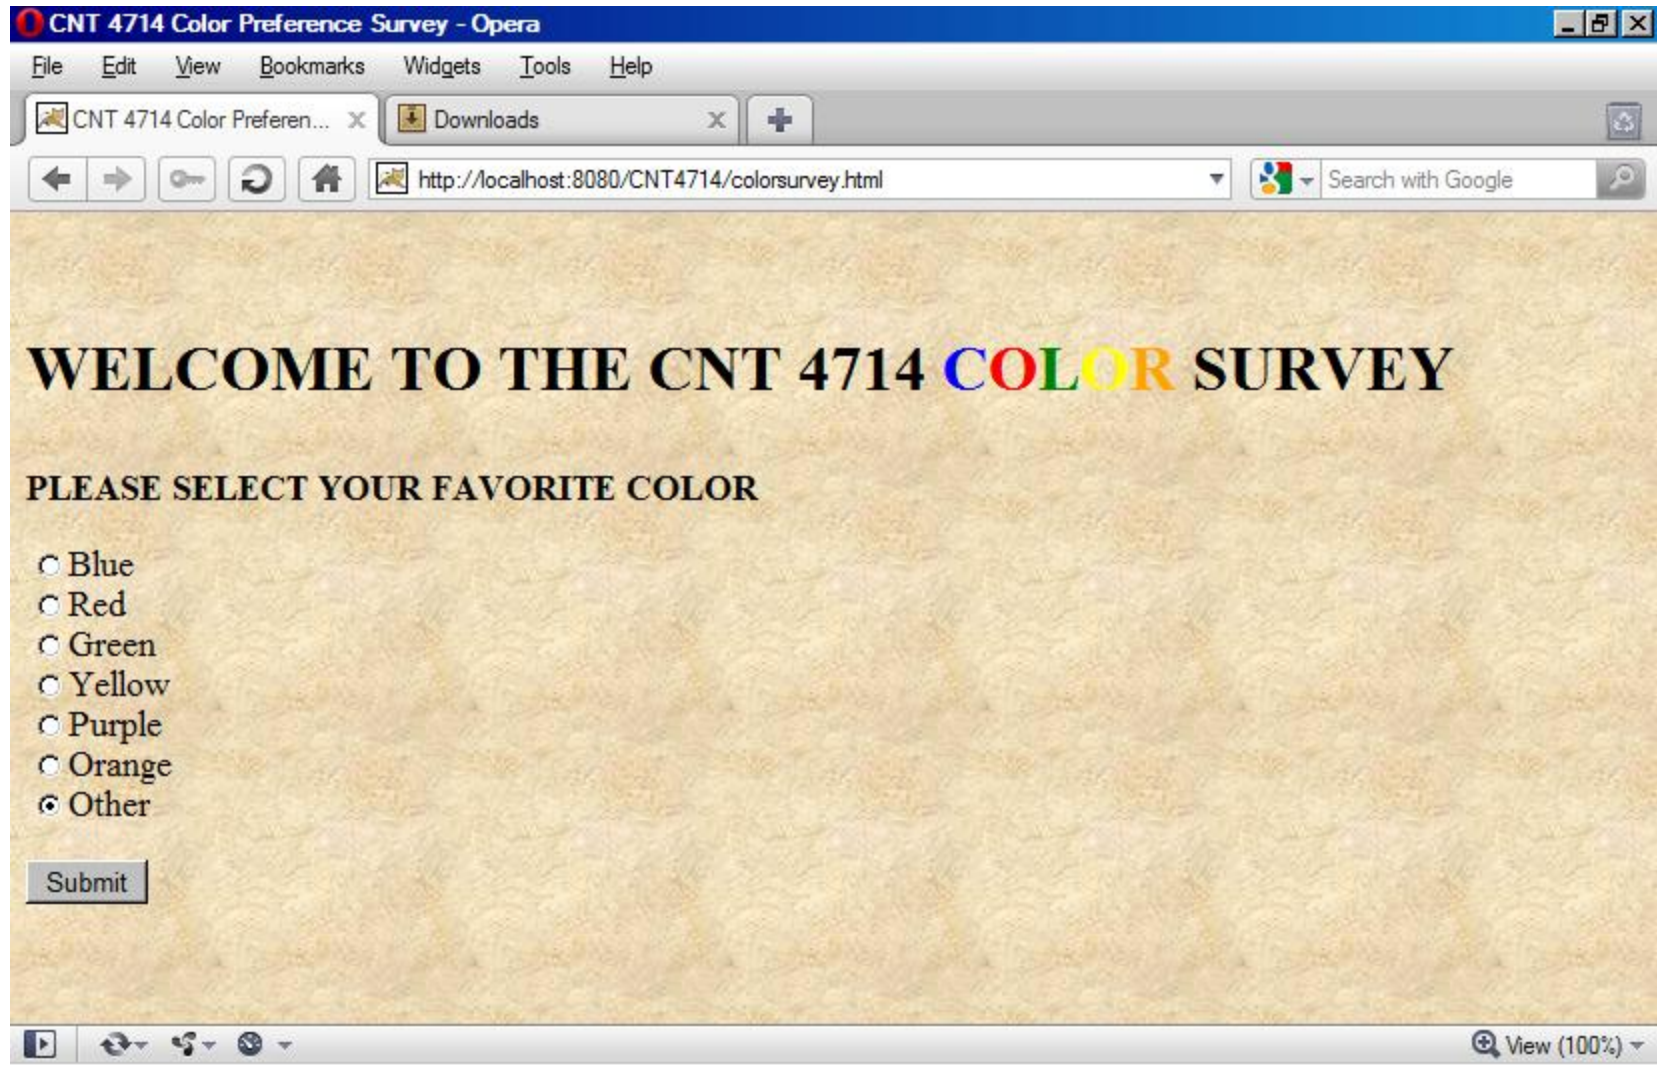 CNT 4714 Color Preference Survey - Opera
File Edit View Bookmarks Widgets Tools Help
CNT 4714 Color Preferen... Downloads
http://localhost:8080/CNT4714/colorsurvey.html Search with Google
WELCOME TO THE CNT 4714 COLOR SURVEY
PLEASE SELECT YOUR FAVORITE COLOR
Blue
Red
Green
Yellow
Purple
Orange
Other
Submit
View (100%)